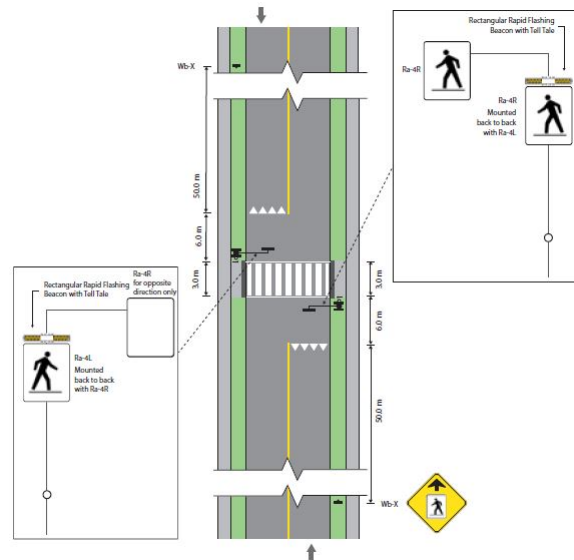 Wb-X
50.0 m
6.0 m
3.0 m
Rectangular Rapid Flashing
Beacon with Tell Tale
Ra-4R
Ra-4R
Mounted
back to back
with Ra-4L
Rectangular Rapid Flashing
Beacon with Tell Tale
Ra-4R
for opposite
direction only
Ra-4L
Mounted
back to back
with Ra-4R
3.0 m
6.0 m
50.0 m
Wb-X